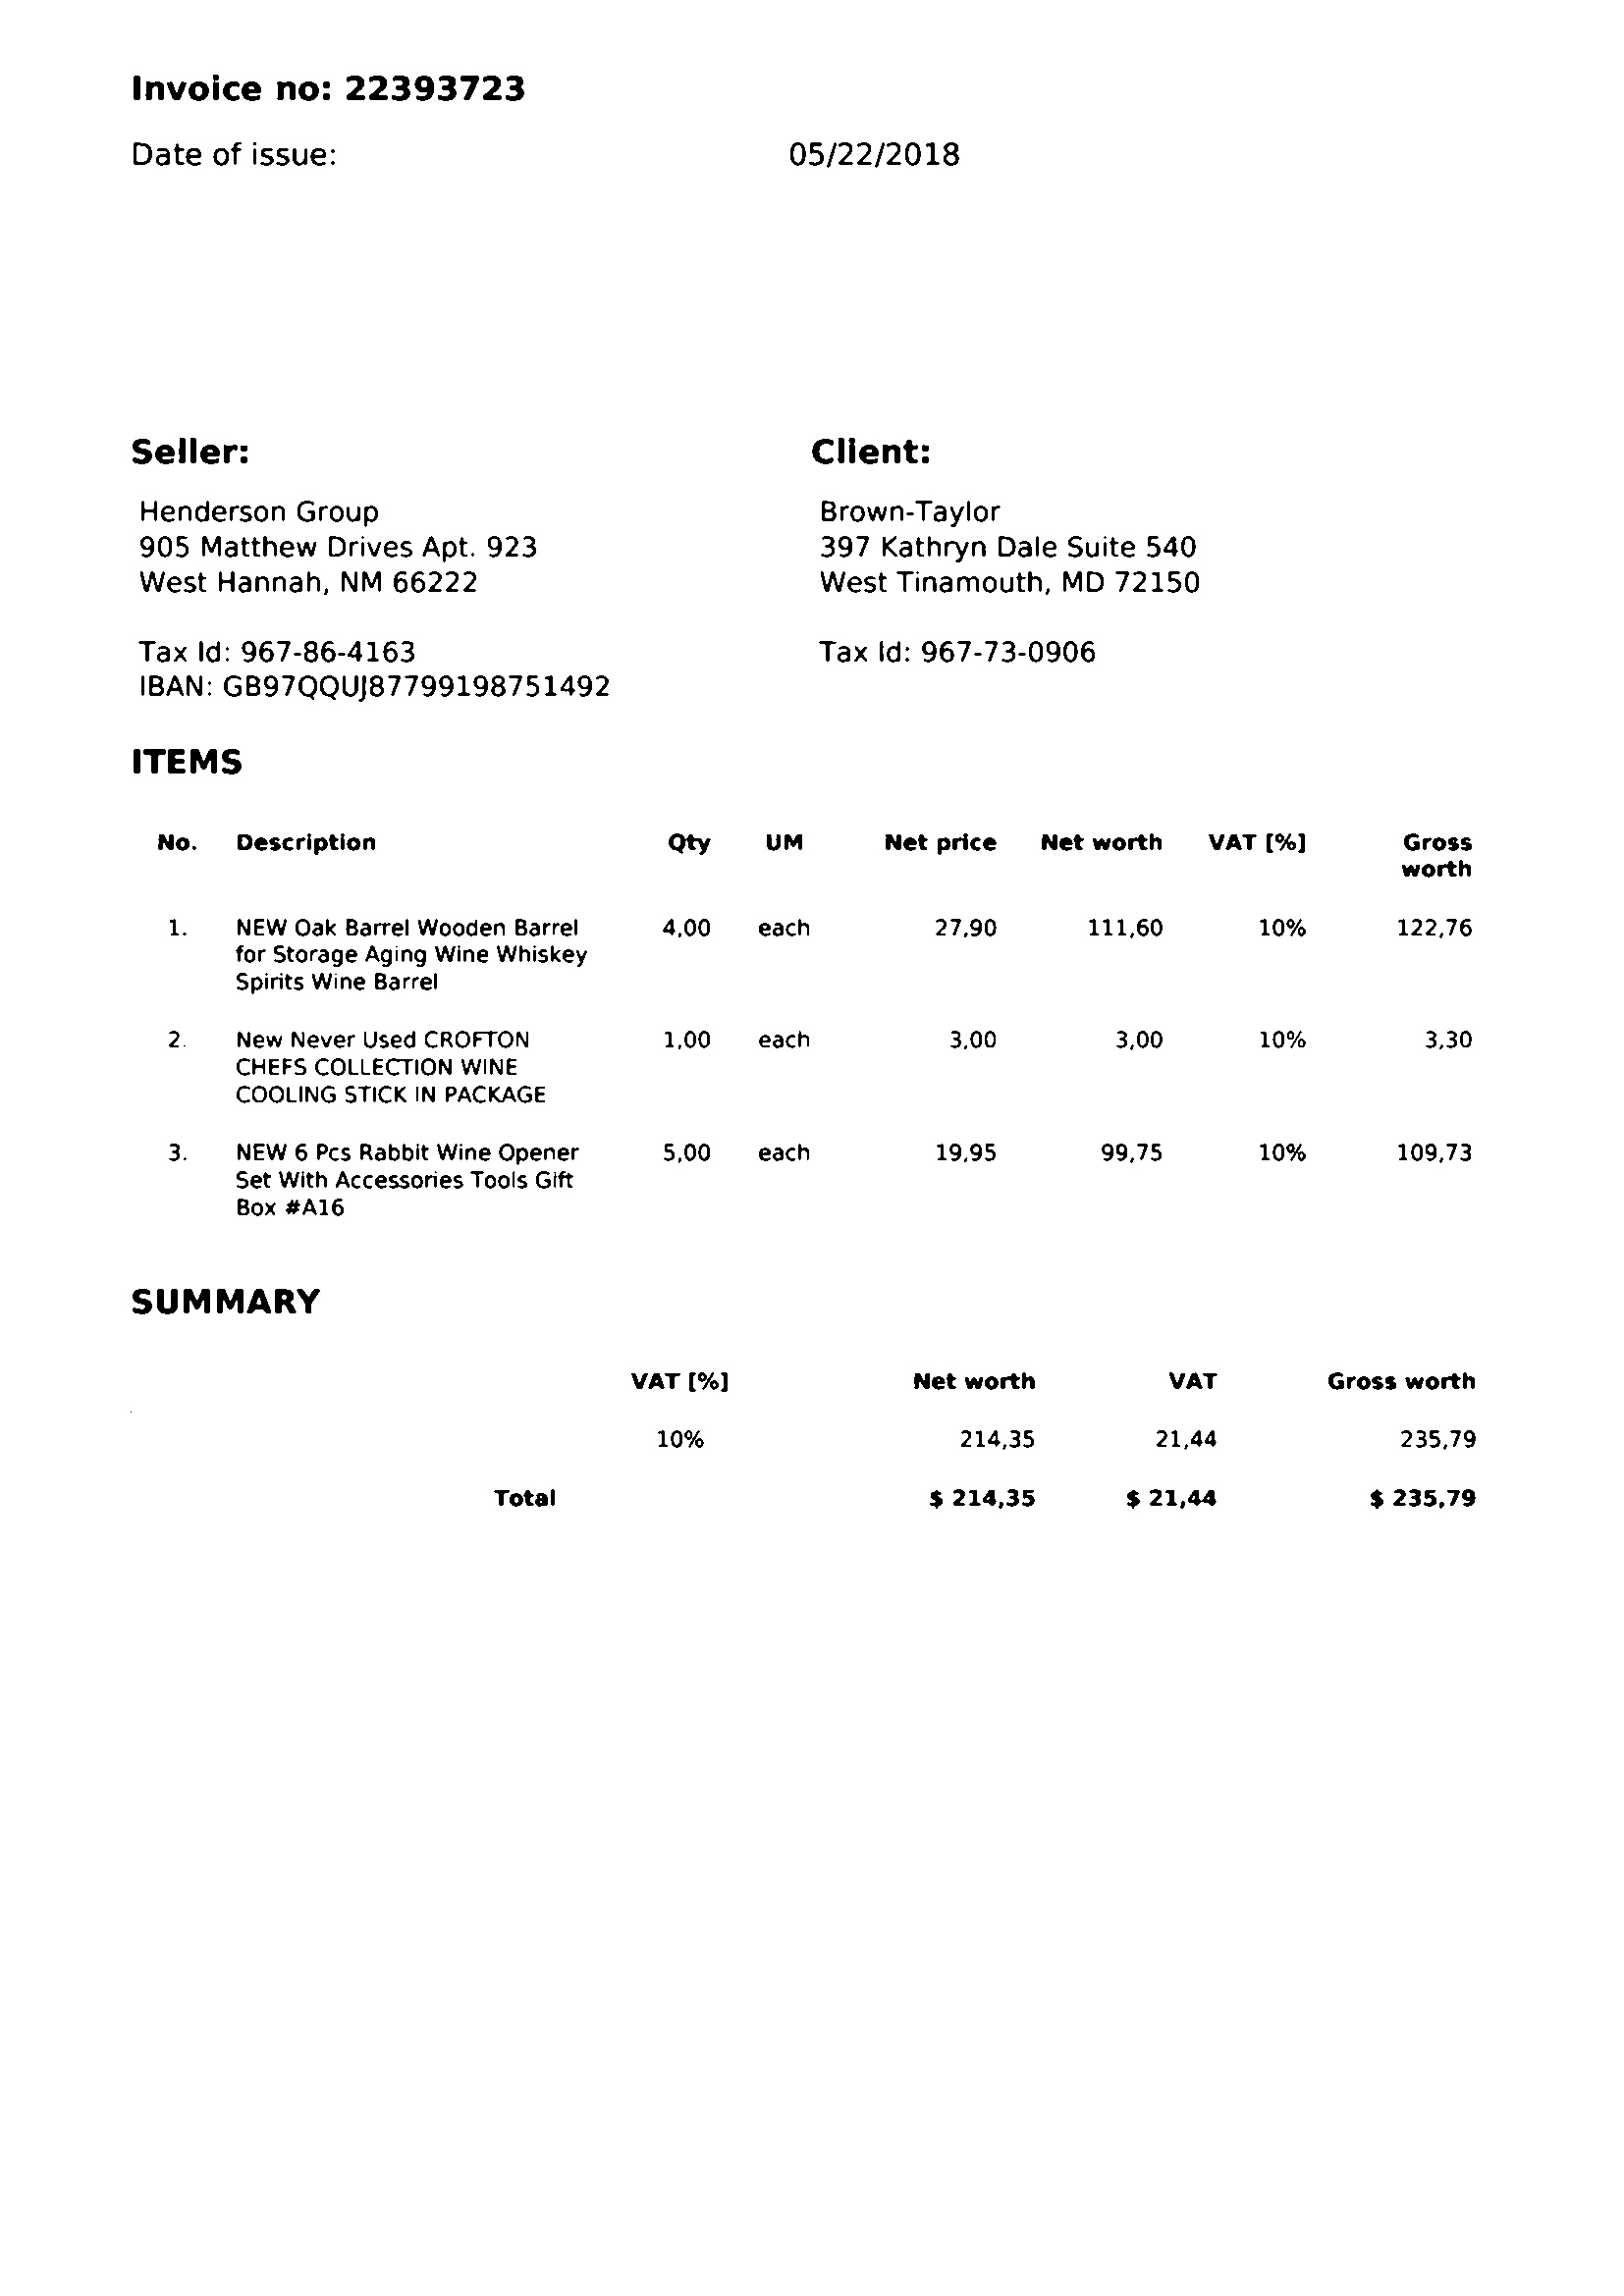 Invoice no: 22393723
Date of issue: 05/22/2018
Seller:
Henderson Group
905 Matthew Drives Apt. 923
West Hannah, NM 66222
Tax Id: 967-86-4163
IBAN: GB97QQUJ87799198751492
Client:
Brown-Taylor
397 Kathryn Dale Suite 540
West Tinamouth, MD 72150
Tax Id: 967-73-0906
ITEMS
No. Description Qty UM Net price Net worth VAT [%] Gross
worth
1. NEW Oak Barrel Wooden Barrel 4,00 each 27,90 111,60 10% 122,76
for Storage Aging Wine Whiskey
Spirits Wine Barrel
2. New Never Used CROFTON 1,00 each 3,00 3,00 10% 3,30
CHEFS COLLECTION WINE
COOLING STICK IN PACKAGE
3. NEW 6 Pcs Rabbit Wine Opener 5,00 each 19,95 99,75 10% 109,73
Set With Accessories Tools Gift
Box #A16
SUMMARY
VAT [%] Net worth VAT Gross worth
10% 214,35 21,44 235,79
Total $ 214,35 $ 21,44 $ 235,79